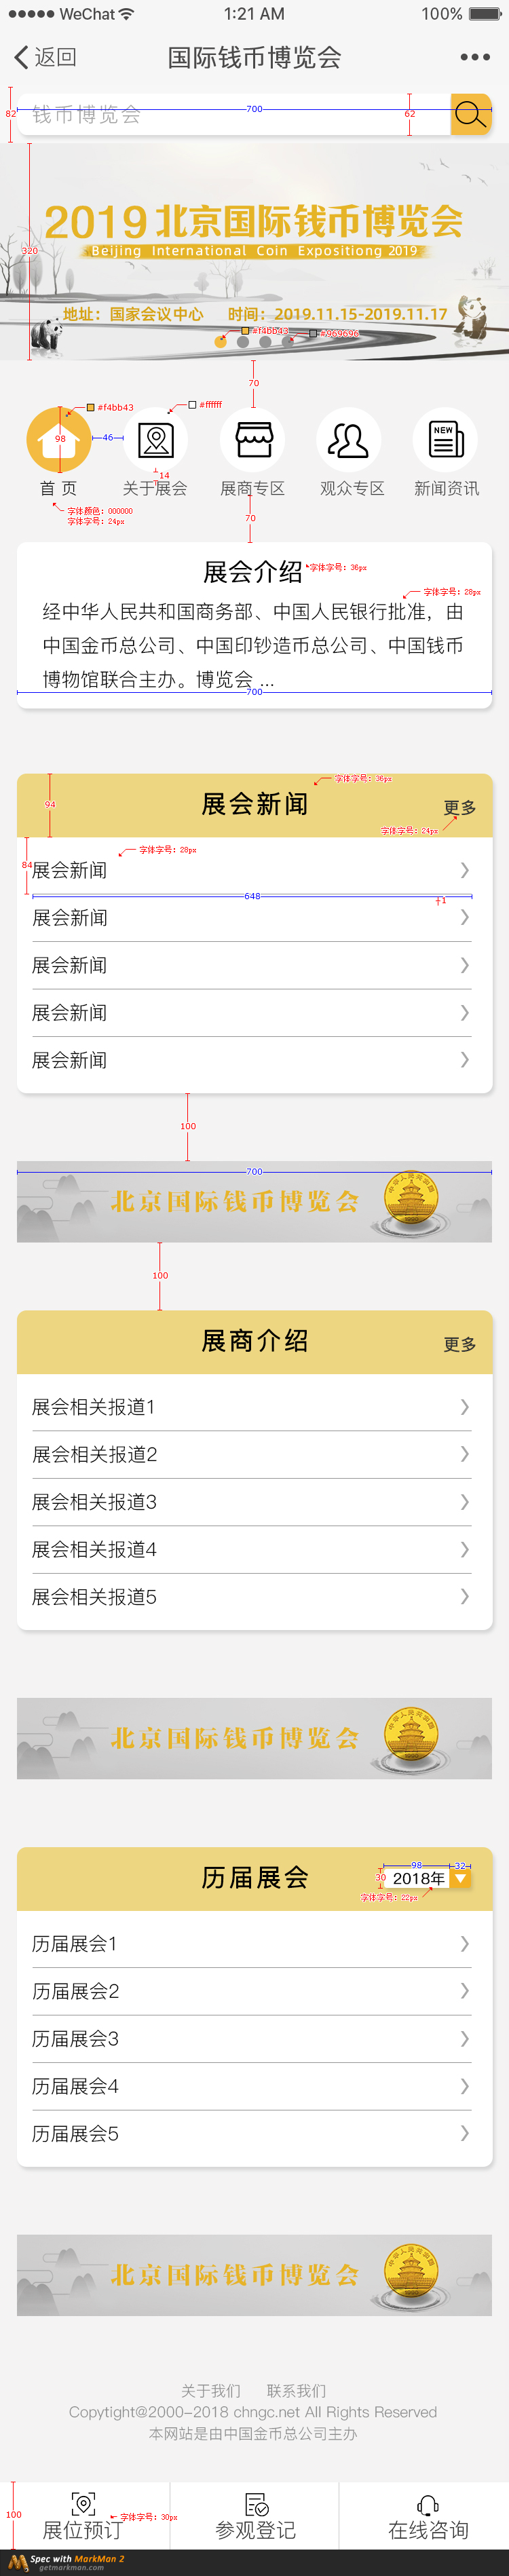 WeChat 1:21 AM 100%
返回 国际钱币博览会
82 钱币博览会 700 62
320
2019 北京国际钱币博览会
Beijing International Coin Expositiong 2019
地址：国家会议中心 时间：2019.11.15-2019.11.17
#f4bb43 #969696
70
#f4bb43 #ffffff
98 46
14
NEW
首 页 关于展会 展商专区 观众专区 新闻资讯
字体颜色：000000
字体字号：24px
70
展会介绍 字体字号：36px
字体字号：28px
经中华人民共和国商务部、中国人民银行批准，由
中国金币总公司、中国印钞造币总公司、中国钱币
博物馆联合主办。博览会 ...
700
字体字号：36px
94 展会新闻 更多
字体字号：24px
字体字号：28px
84 展会新闻
648 1
展会新闻
展会新闻
展会新闻
展会新闻
100
700
北京国际钱币博览会
100
展商介绍 更多
展会相关报道1
展会相关报道2
展会相关报道3
展会相关报道4
展会相关报道5
北京国际钱币博览会
中华人民共和国
98 32
历届展会 30 2018年
字体字号：22px
历届展会1
历届展会2
历届展会3
历届展会4
历届展会5
北京国际钱币博览会
中华人民共和国
关于我们 联系我们
Copytight@2000-2018 chngc.net All Rights Reserved
本网站是由中国金币总公司主办
100 字体字号：30px
展位预订 参观登记 在线咨询
Spec with MarkMan 2
getmarkman.com